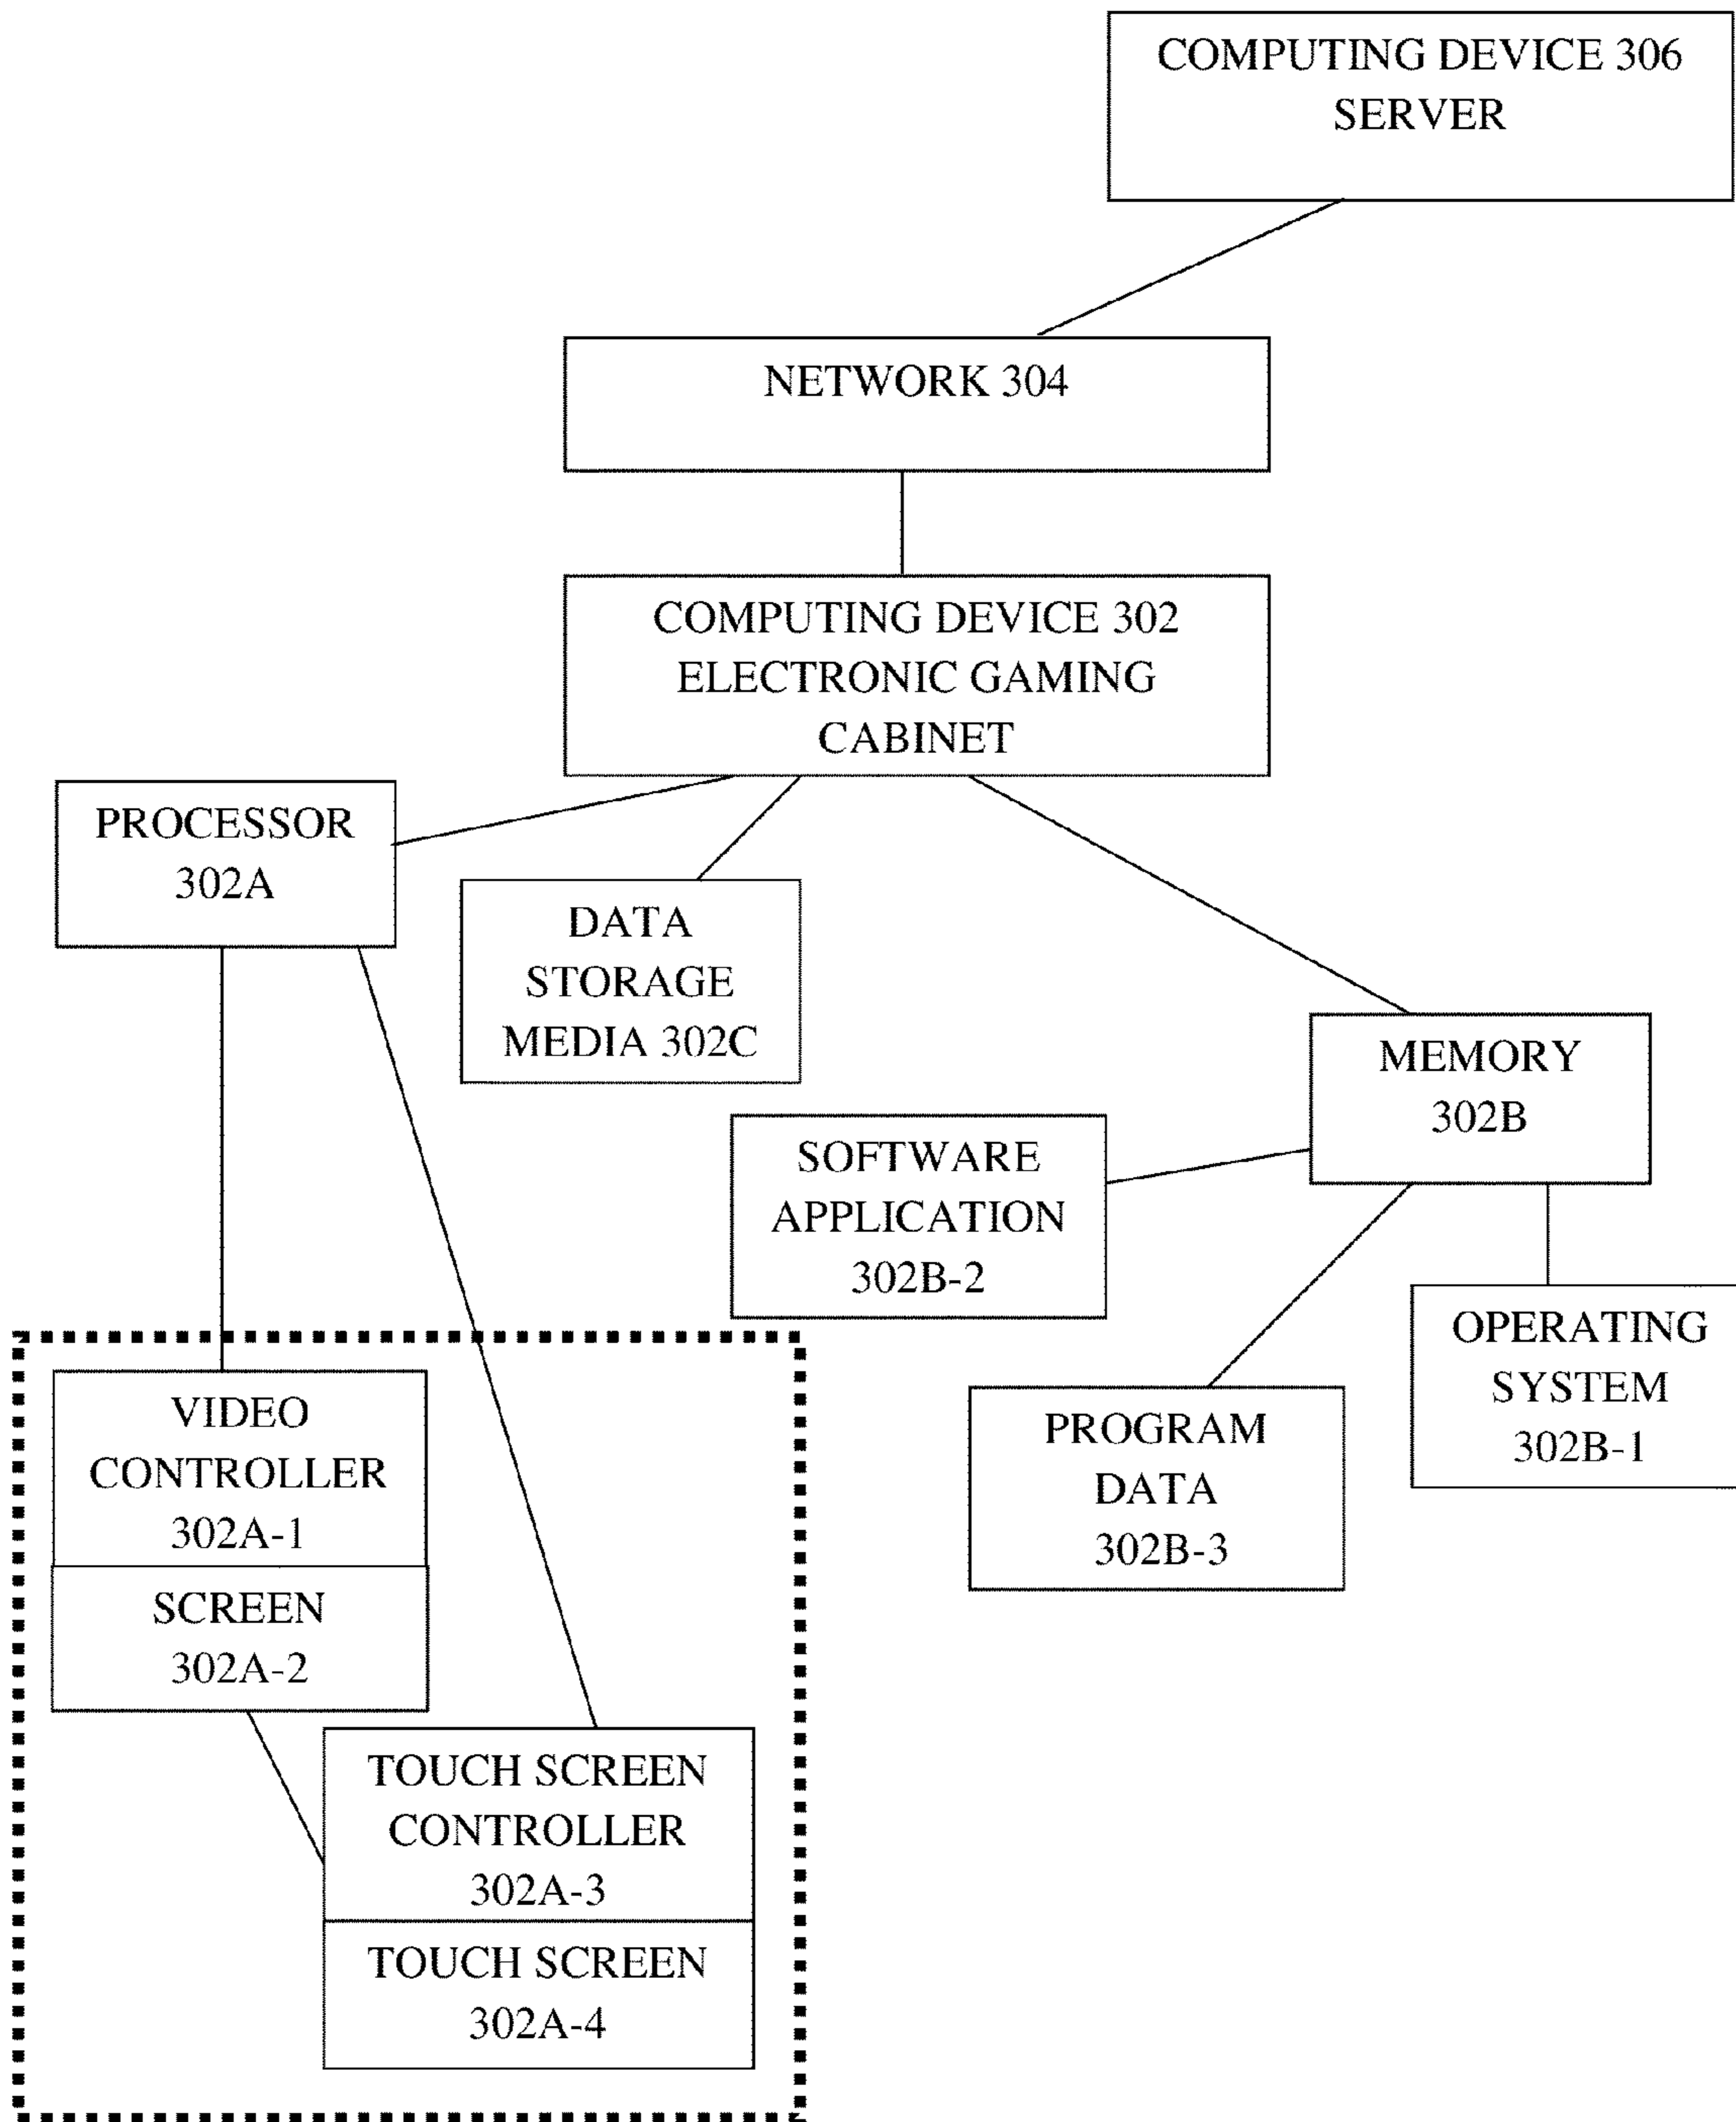 COMPUTING DEVICE 306
SERVER
NETWORK 304
COMPUTING DEVICE 302
ELECTRONIC GAMING
CABINET
PROCESSOR
302A
DATA
STORAGE
MEDIA 302C
MEMORY
302B
SOFTWARE
APPLICATION
302B-2
OPERATING
SYSTEM
302B-1
PROGRAM
DATA
302B-3
VIDEO
CONTROLLER
302A-1
SCREEN
302A-2
TOUCH SCREEN
CONTROLLER
302A-3
TOUCH SCREEN
302A-4